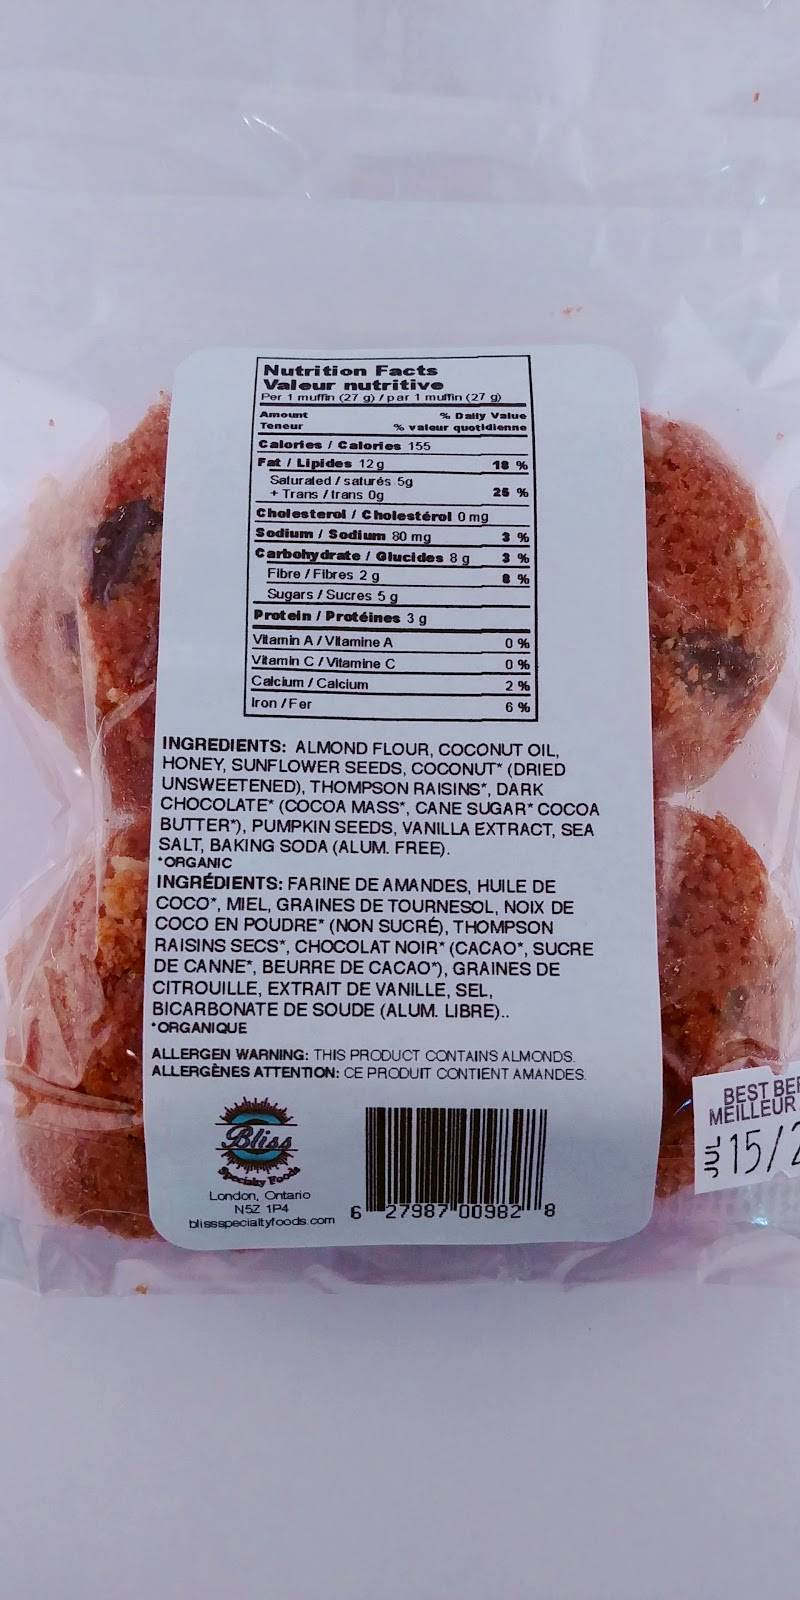 Nutrition Facts
Valeur nutritive
Per 1 muffin (27 g) / par 1 muffin (27 g)
Amount % Daily Value
Teneur % valeur quotidienne
Calories / Calories 155
Fat / Lipides 12 g 18 %
Saturated / saturés 5g
+ Trans / trans 0g 25 %
Cholesterol / Cholestérol 0 mg
Sodium / Sodium 80 mg 3 %
Carbohydrate / Glucides 8 g 3 %
Fibre / Fibres 2 g 8 %
Sugars / Sucres 5 g
Protein / Protéines 3 g
Vitamin A / Vitamine A 0 %
Vitamin C / Vitamine C 0 %
Calcium / Calcium 2 %
Iron / Fer 6 %
INGREDIENTS: ALMOND FLOUR, COCONUT OIL,
HONEY, SUNFLOWER SEEDS, COCONUT* (DRIED
UNSWEETENED), THOMPSON RAISINS*, DARK
CHOCOLATE* (COCOA MASS*, CANE SUGAR* COCOA
BUTTER*), PUMPKIN SEEDS, VANILLA EXTRACT, SEA
SALT, BAKING SODA (ALUM. FREE).
*ORGANIC
INGRÉDIENTS: FARINE DE AMANDES, HUILE DE
COCO*, MIEL, GRAINES DE TOURNESOL, NOIX DE
COCO EN POUDRE* (NON SUCRÉ), THOMPSON
RAISINS SECS*, CHOCOLAT NOIR* (CACAO*, SUCRE
DE CANNE*, BEURRE DE CACAO*), GRAINES DE
CITROUILLE, EXTRAIT DE VANILLE, SEL,
BICARBONATE DE SOUDE (ALUM. LIBRE)..
*ORGANIQUE
ALLERGEN WARNING: THIS PRODUCT CONTAINS ALMONDS.
ALLERGÈNES ATTENTION: CE PRODUIT CONTIENT AMANDES.
Bliss
Specialty Foods
London, Ontario
N5Z 1P4
blissspecialtyfoods.com
6 27987 00982 8
BEST BEF
MEILLEUR
JUL 15/2